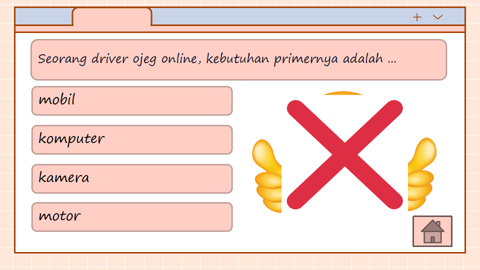 Seorang driver ojeg online, kebutuhan primernya adalah ...
mobil
komputer
kamera
motor